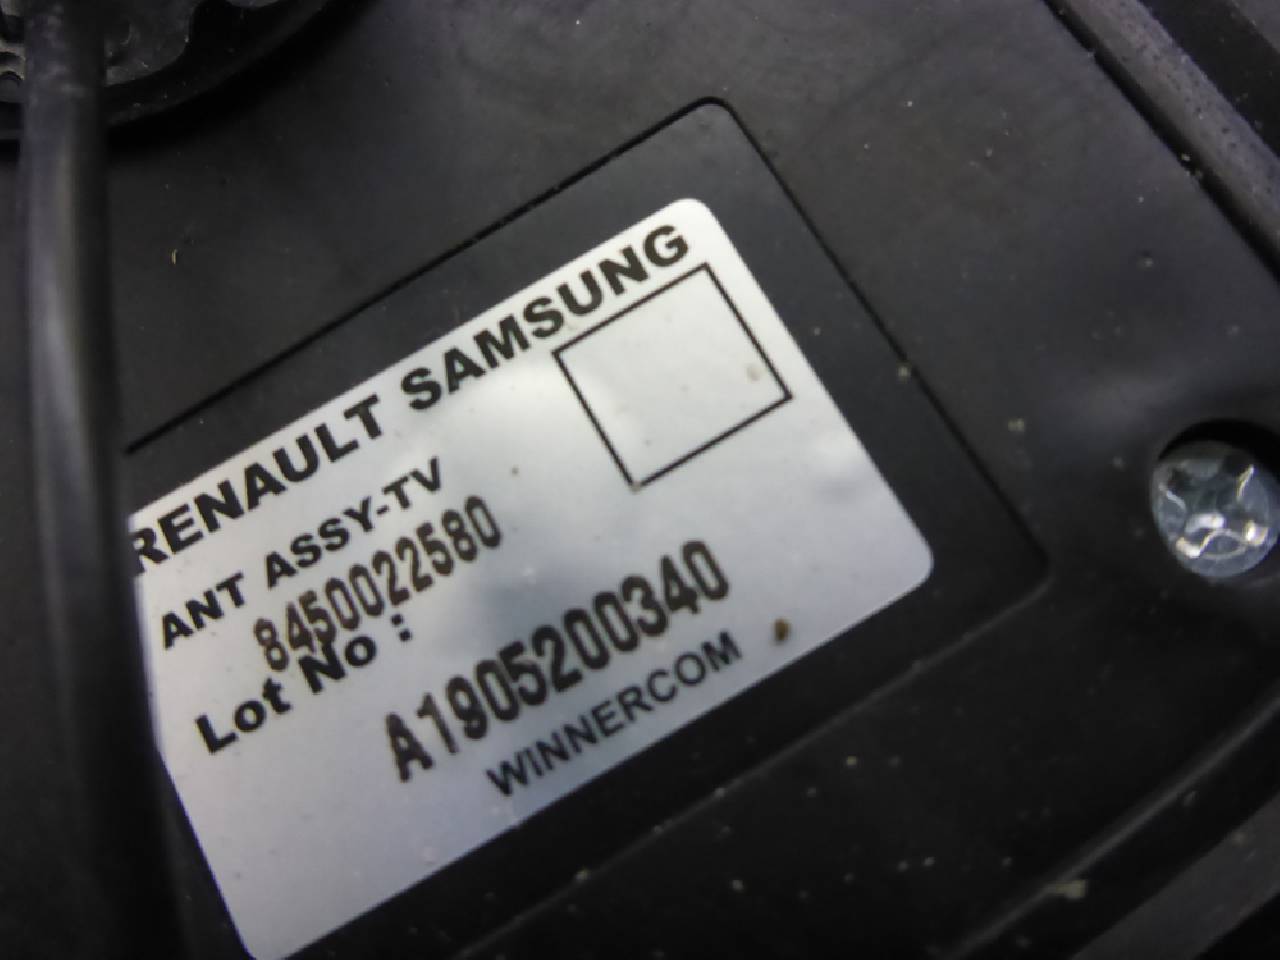 RENAULT SAMSUNG
ANT ASSY-TV
8450022580
Lot No :
A1905200340
WINNERCOM